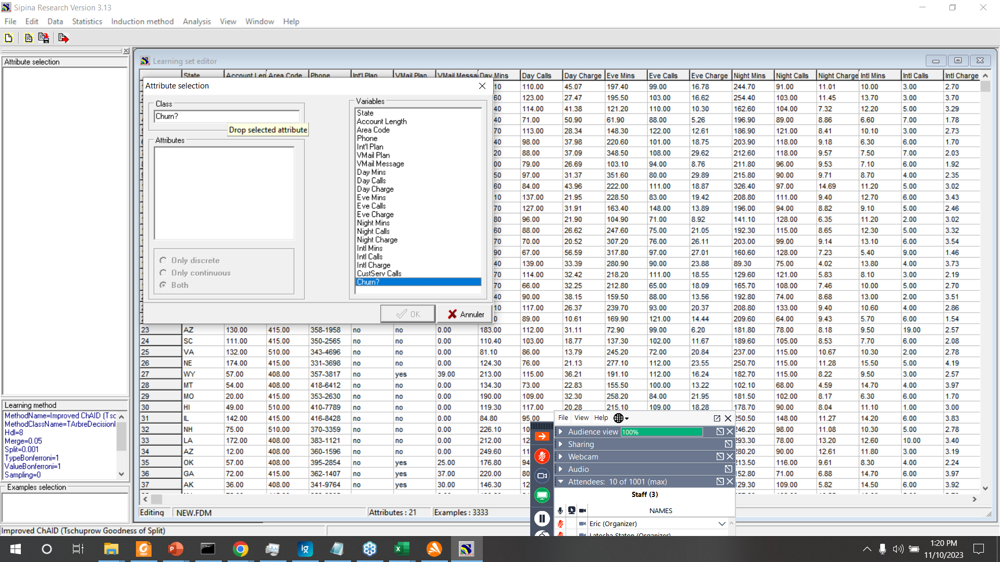 Sipina Research Version 3.13
File Edit Data Statistics Induction method Analysis View Window Help
Attribute selection
Learning set editor
State Account Len Area Code Phone Int'l Plan VMail Plan VMail Messa Day Mins Day Calls Day Charge Eve Mins Eve Calls Eve Charge Night Mins Night Calls Night Charge Intl Mins Intl Calls Intl Charge
Attribute selection
Class
Churn?
Drop selected attribute
Attributes
Only discrete
Only continuous
Both
Variables
State
Account Length
Area Code
Phone
Int'l Plan
VMail Plan
VMail Message
Day Mins
Day Calls
Day Charge
Eve Mins
Eve Calls
Eve Charge
Night Mins
Night Calls
Night Charge
Intl Mins
Intl Calls
Intl Charge
CustServ Calls
Churn?
OK
Annuler
10 110.00 45.07 197.40 99.00 16.78 244.70 91.00 11.01 10.00 3.00 2.70
60 123.00 27.47 195.50 103.00 16.62 254.40 103.00 11.45 13.70 3.00 3.70
40 114.00 41.38 121.20 110.00 10.30 162.60 104.00 7.32 12.20 5.00 3.29
40 71.00 50.90 61.90 88.00 5.26 196.90 89.00 8.86 6.60 7.00 1.78
70 113.00 28.34 148.30 122.00 12.61 186.90 121.00 8.41 10.10 3.00 2.73
40 98.00 37.98 220.60 101.00 18.75 203.90 118.00 9.18 6.30 6.00 1.70
20 88.00 37.09 348.50 108.00 29.62 212.60 118.00 9.57 7.50 7.00 2.03
00 79.00 26.69 103.10 94.00 8.76 211.80 96.00 9.53 7.10 6.00 1.92
50 97.00 31.37 351.60 80.00 29.89 215.80 90.00 9.71 8.70 4.00 2.35
60 84.00 43.96 222.00 111.00 18.87 326.40 97.00 14.69 11.20 5.00 3.02
10 137.00 21.95 228.50 83.00 19.42 208.80 111.00 9.40 12.70 6.00 3.43
70 127.00 31.91 163.40 148.00 13.89 196.00 94.00 8.82 9.10 5.00 2.46
80 96.00 21.90 104.90 71.00 8.92 141.10 128.00 6.35 11.20 2.00 3.02
60 88.00 26.62 247.60 75.00 21.05 192.30 115.00 8.65 12.30 5.00 3.32
70 70.00 20.52 307.20 76.00 26.11 203.00 99.00 9.14 13.10 6.00 3.54
90 67.00 56.59 317.80 97.00 27.01 160.60 128.00 7.23 5.40 9.00 1.46
40 139.00 33.39 280.90 90.00 23.88 89.30 75.00 4.02 13.80 4.00 3.73
70 114.00 32.42 218.20 111.00 18.55 129.60 121.00 5.83 8.10 3.00 2.19
70 66.00 32.25 212.80 65.00 18.09 165.70 108.00 7.46 10.00 5.00 2.70
40 90.00 38.15 159.50 88.00 13.56 192.80 74.00 8.68 13.00 2.00 3.51
10 117.00 26.37 239.70 93.00 20.37 208.80 133.00 9.40 10.60 4.00 2.86
40 89.00 10.61 169.90 121.00 14.44 209.60 64.00 9.43 5.70 6.00 1.54
23 AZ 130.00 415.00 358-1958 no no 0.00 183.00 112.00 31.11 72.90 99.00 6.20 181.80 78.00 8.18 9.50 19.00 2.57
24 SC 111.00 415.00 350-2565 no no 0.00 110.40 103.00 18.77 137.30 102.00 11.67 189.60 105.00 8.53 7.70 6.00 2.08
25 VA 132.00 510.00 343-4696 no no 0.00 81.10 86.00 13.79 245.20 72.00 20.84 237.00 115.00 10.67 10.30 2.00 2.78
26 NE 174.00 415.00 331-3698 no no 0.00 124.30 76.00 21.13 277.10 112.00 23.55 250.70 115.00 11.28 15.50 5.00 4.19
27 WY 57.00 408.00 357-3817 no yes 39.00 213.00 115.00 36.21 191.10 112.00 16.24 182.70 115.00 8.22 9.50 3.00 2.57
28 MT 54.00 408.00 418-6412 no no 0.00 134.30 73.00 22.83 155.50 100.00 13.22 102.10 68.00 4.59 14.70 4.00 3.97
29 MO 20.00 415.00 353-2630 no no 0.00 190.00 109.00 32.30 258.20 84.00 21.95 181.50 102.00 8.17 6.30 6.00 1.70
30 HI 49.00 510.00 410-7789 no no 0.00 119.30 117.00 20.28 215.10 109.00 18.28 178.70 90.00 8.04 11.10 1.00 3.00
31 IL 142.00 415.00 416-8428 no no 0.00 84.80 95.00 250.50 148.00 11.27 14.20 6.00 3.83
32 NH 75.00 510.00 370-3359 no no 0.00 226.10 10 246.20 98.00 11.08 10.30 5.00 2.78
33 LA 172.00 408.00 383-1121 no no 0.00 212.00 12 293.30 78.00 13.20 12.60 10.00 3.40
34 AZ 12.00 408.00 360-1596 no no 0.00 249.60 11 280.20 90.00 12.61 11.80 3.00 3.19
35 OK 57.00 408.00 395-2854 no yes 25.00 176.80 94 213.50 116.00 9.61 8.30 4.00 2.24
36 GA 72.00 415.00 362-1407 no yes 37.00 220.00 80 152.80 71.00 6.88 14.70 6.00 3.97
37 AK 36.00 408.00 341-9764 no yes 30.00 146.30 12 129.30 109.00 5.82 14.50 6.00 3.92
Learning method
MethodName=Improved ChAID (Tsc
MethodClassName=TArbreDecisionI
Hdl=8
Merge=0.05
Split=0.001
TypeBonferroni=1
ValueBonferroni=1
Sampling=0
Examples selection
Editing NEW.FDM Attributes : 21 Examples : 3333
Improved ChAID (Tschuprow Goodness of Split)
File View Help
Audience view 100%
Sharing
Webcam
Audio
Attendees: 10 of 1001 (max)
Staff (3)
NAMES
Eric (Organizer)
Latosha Staton (Organizer)
1:20 PM
11/10/2023